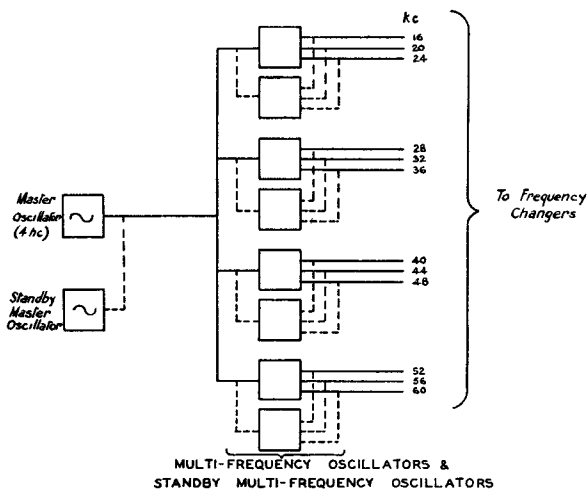 kc
16
20
24
28
32
36
Master
Oscillator
(4 hc)
To Frequency
Changers
40
44
48
Standby
Master
Oscillator
52
56
60
MULTI-FREQUENCY OSCILLATORS &
STANDBY MULTI-FREQUENCY OSCILLATORS